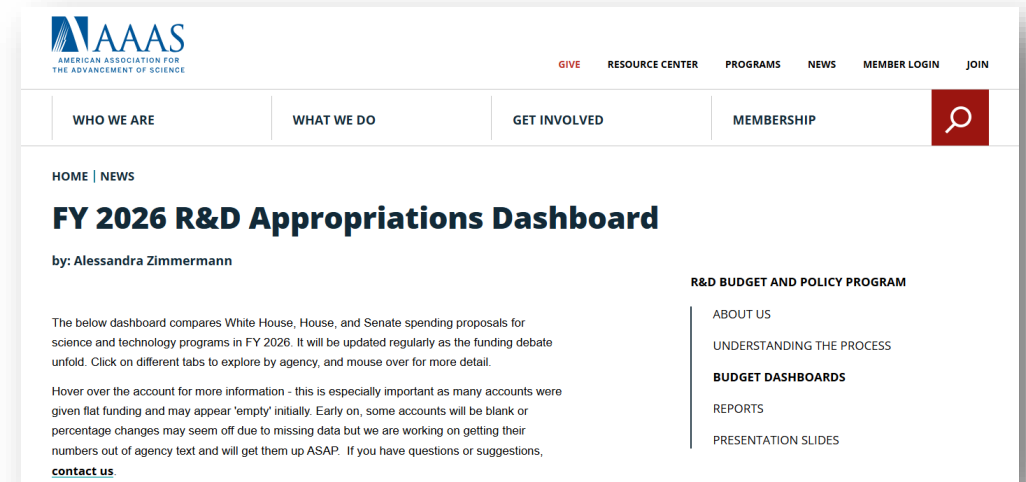 AAAS
AMERICAN ASSOCIATION FOR
THE ADVANCEMENT OF SCIENCE
GIVE RESOURCE CENTER PROGRAMS NEWS MEMBER LOGIN JOIN
WHO WE ARE WHAT WE DO GET INVOLVED MEMBERSHIP
HOME | NEWS
FY 2026 R&D Appropriations Dashboard
by: Alessandra Zimmermann
The below dashboard compares White House, House, and Senate spending proposals for
science and technology programs in FY 2026. It will be updated regularly as the funding debate
unfold. Click on different tabs to explore by agency, and mouse over for more detail.
Hover over the account for more information - this is especially important as many accounts were
given flat funding and may appear 'empty' initially. Early on, some accounts will be blank or
percentage changes may seem off due to missing data but we are working on getting their
numbers out of agency text and will get them up ASAP.  If you have questions or suggestions,
contact us.
R&D BUDGET AND POLICY PROGRAM
ABOUT US
UNDERSTANDING THE PROCESS
BUDGET DASHBOARDS
REPORTS
PRESENTATION SLIDES